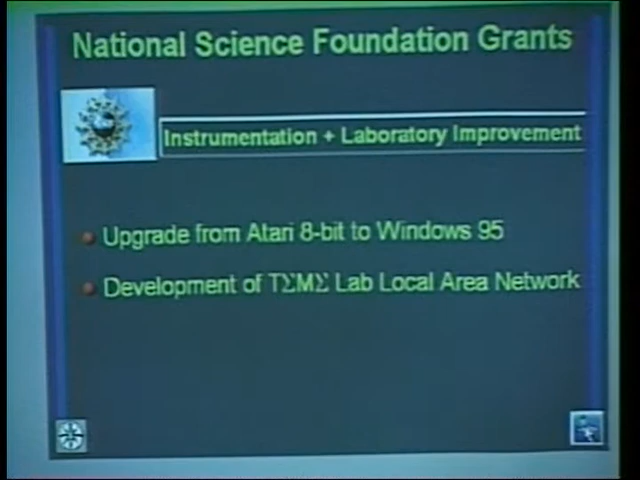 National Science Foundation Grants
Instrumentation + Laboratory Improvement
Upgrade from Atari 8-bit to Windows 95
Development of TΣMΣ Lab Local Area Network